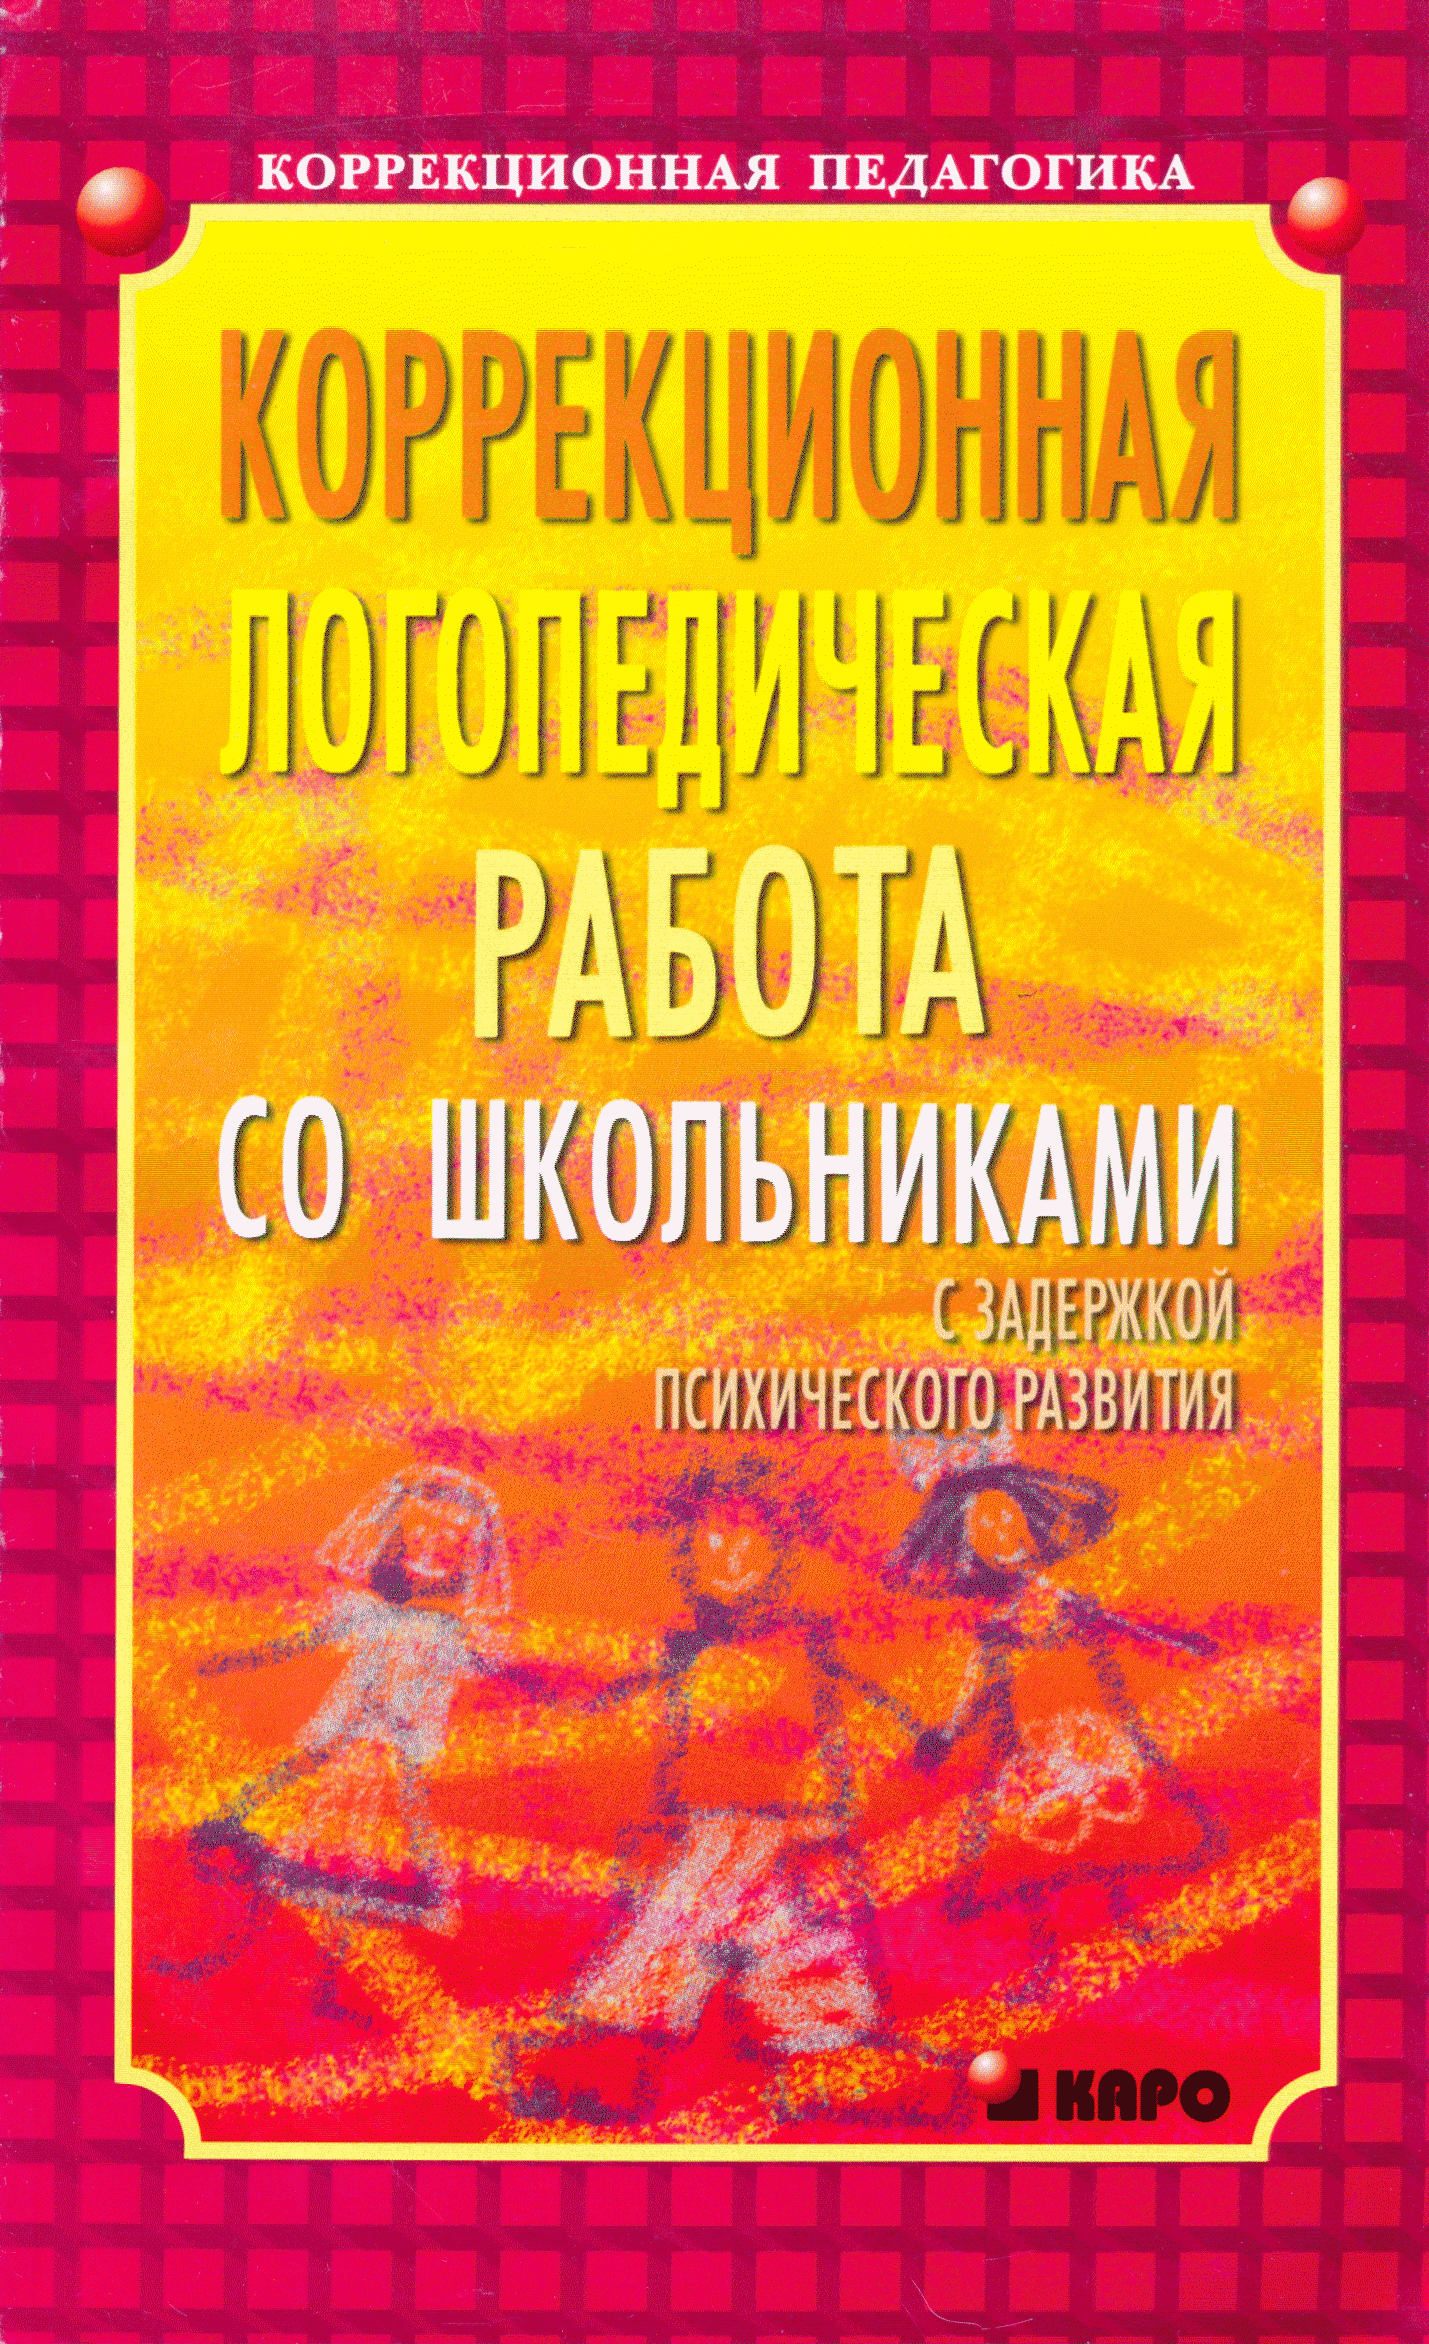 КОРРЕКЦИОННАЯ ПЕДАГОГИКА
КОРРЕКЦИОННАЯ
ЛОГОПЕДИЧЕСКАЯ
РАБОТА
СО ШКОЛЬНИКАМИ
С ЗАДЕРЖКОЙ
ПСИХИЧЕСКОГО РАЗВИТИЯ
КАРО